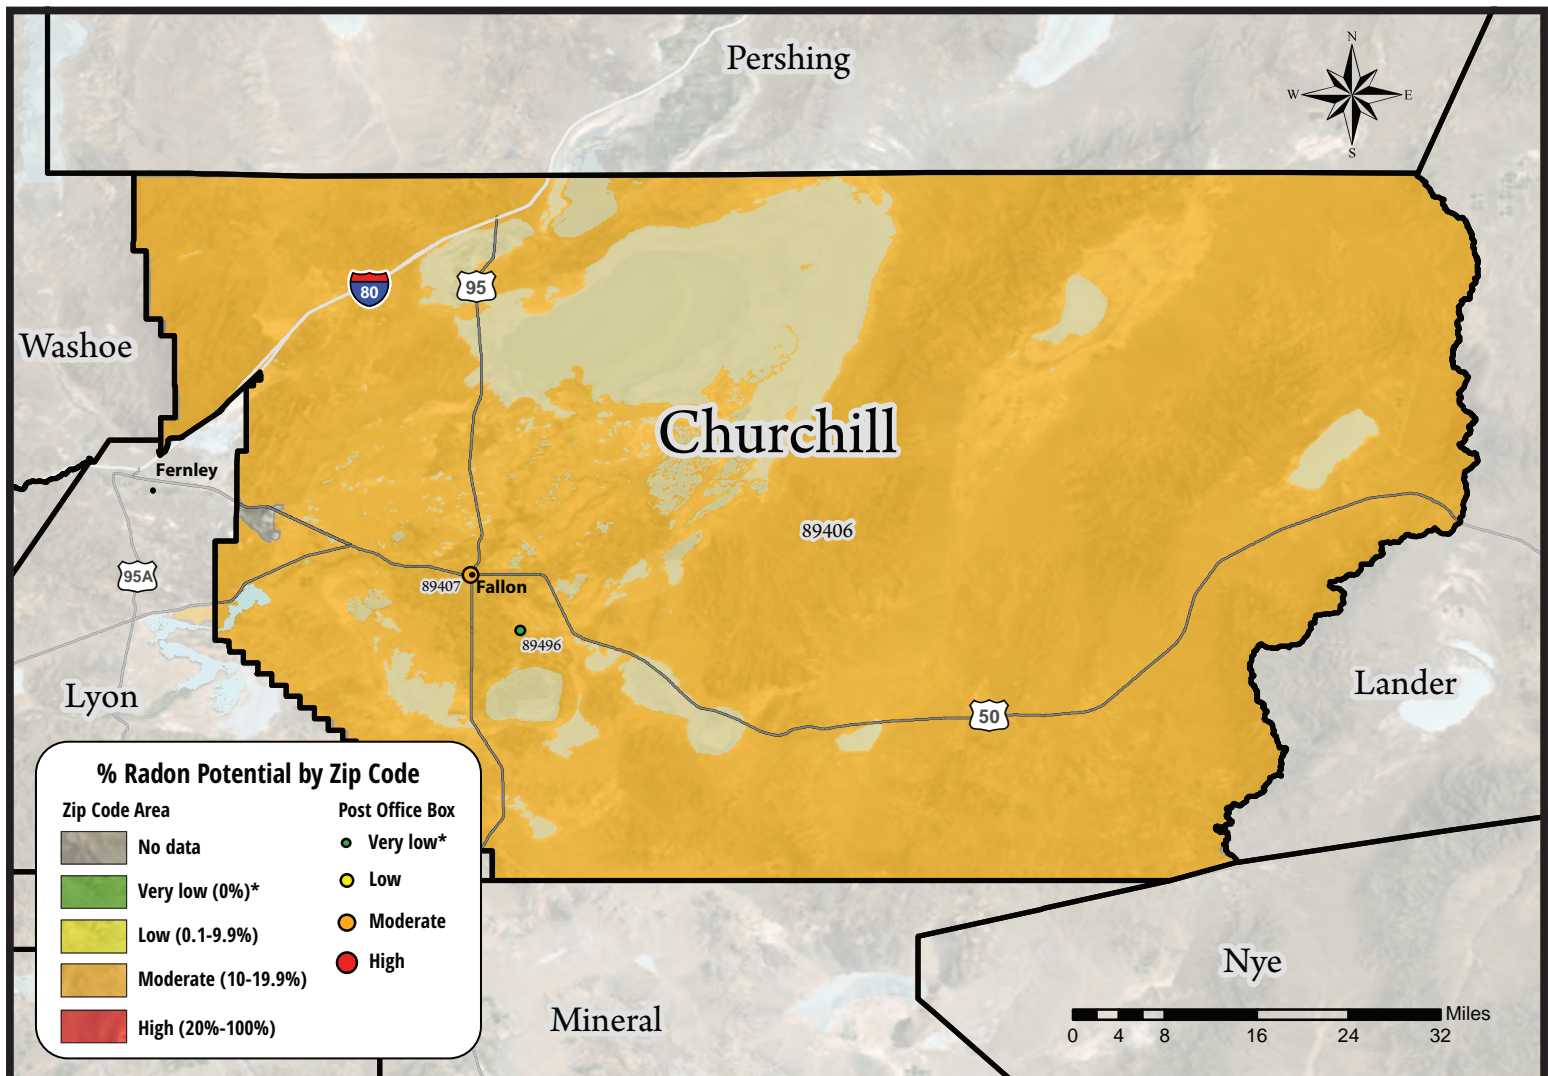 Pershing
N
W E
S
80
95
Washoe
Churchill
Fernley
89406
95A
89407 Fallon
89496
Lyon
Lander
50
% Radon Potential by Zip Code
Zip Code Area
No data
Very low (0%)*
Low (0.1-9.9%)
Moderate (10-19.9%)
High (20%-100%)
Post Office Box
Very low*
Low
Moderate
High
Nye
Mineral
Miles
0 4 8 16 24 32